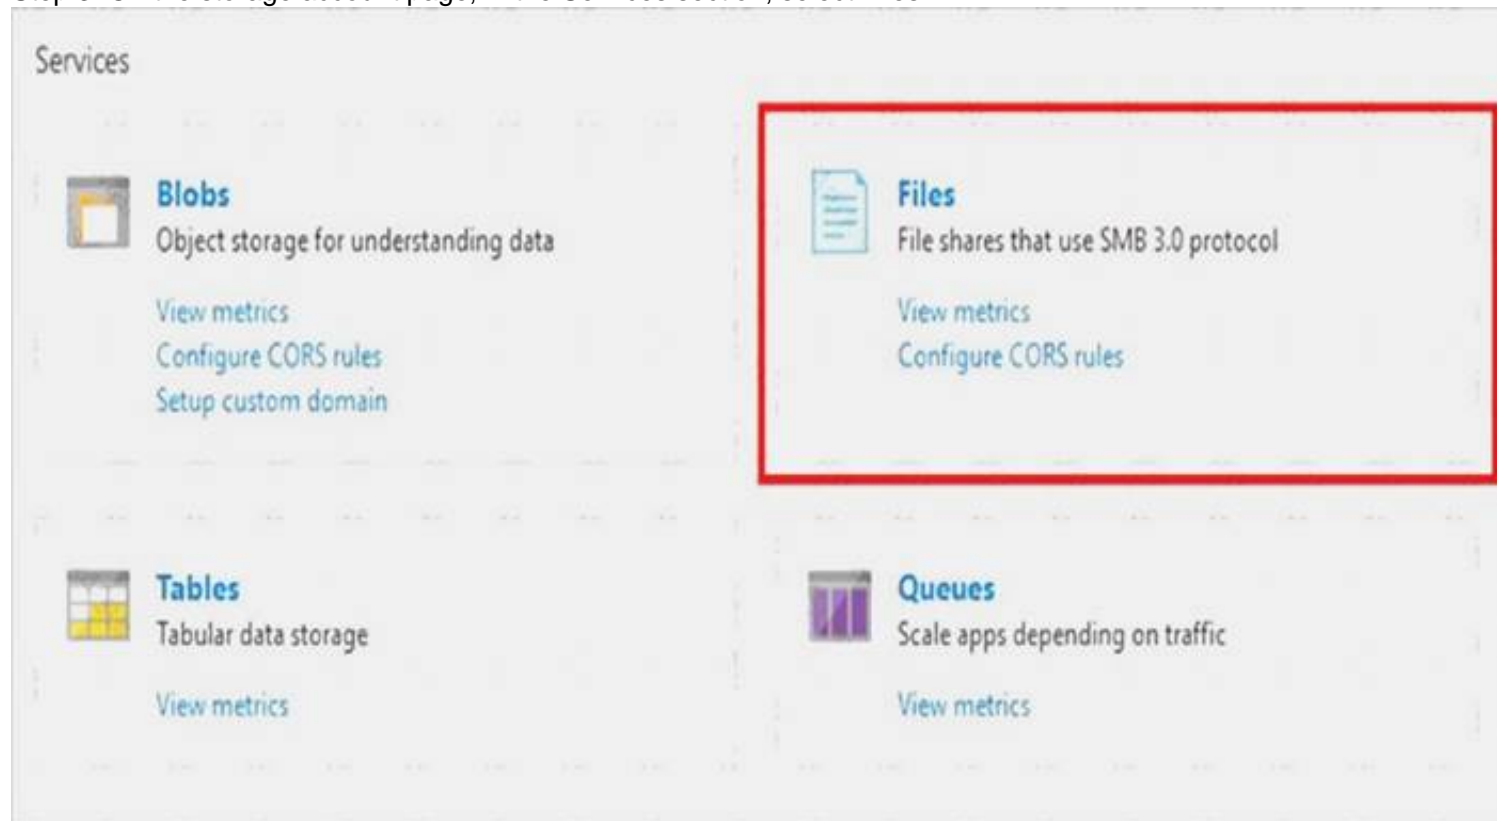 Services
Blobs
Object storage for understanding data
View metrics
Configure CORS rules
Setup custom domain
Files
File shares that use SMB 3.0 protocol
View metrics
Configure CORS rules
Tables
Tabular data storage
View metrics
Queues
Scale apps depending on traffic
View metrics